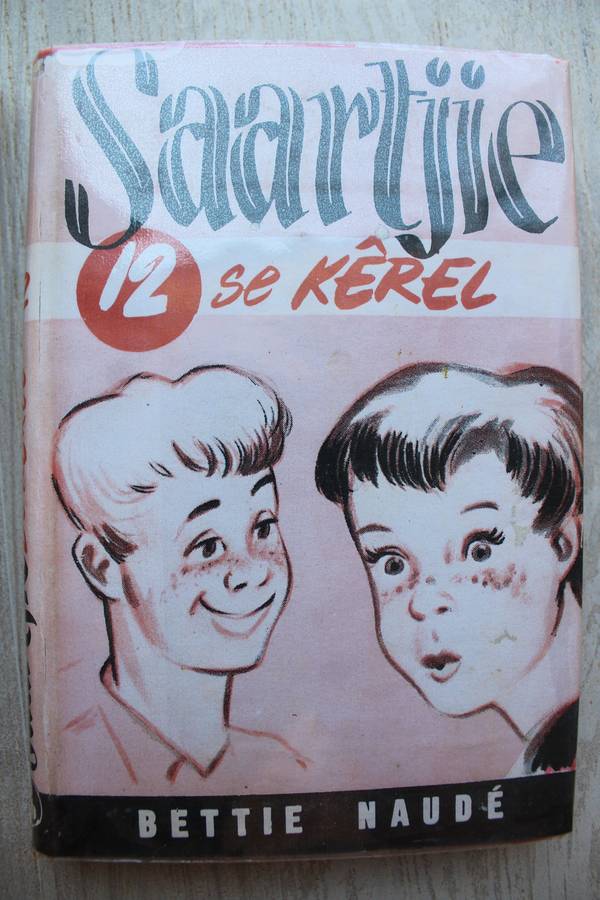 Saartjie
12 se KÊREL
BETTIE NAUDÉ